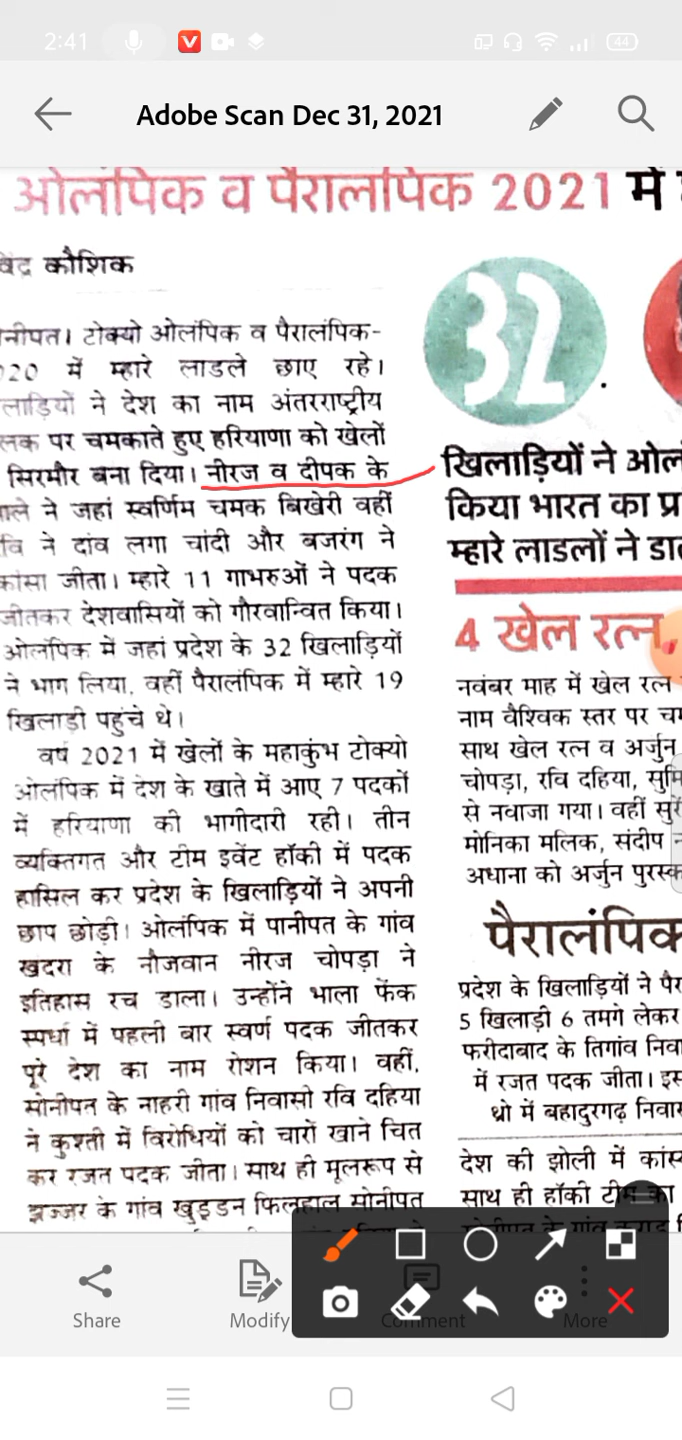 2:41
44
Adobe Scan Dec 31, 2021
ओलंपिक व पैरालंपिक 2021 में
कौशिक
टोक्यो ओलंपिक व पैरालंपिक-
में म्हारे लाडले छाए रहे।
ने देश का नाम अंतरराष्ट्रीय
पर चमकाते हुए हरियाणा को खेलों
सिरमौर बना दिया। नीरज व दीपक के
ने जहां स्वर्णिम चमक बिखेरी वहीं
ने दांव लगा चांदी और बजरंग ने
कांसा जीता। म्हारे 11 गाभरुओं ने पदक
जीतकर देशवासियों को गौरवान्वित किया।
ओलंपिक में जहां प्रदेश के 32 खिलाड़ियों
ने भाग लिया, वहीं पैरालंपिक में म्हारे 19
खिलाड़ी पहुंचे थे।
वर्ष 2021 में खेलों के महाकुंभ टोक्यो
ओलंपिक में देश के खाते में आए 7 पदकों
में हरियाणा की भागीदारी रही। तीन
व्यक्तिगत और टीम इवेंट हॉकी में पदक
हासिल कर प्रदेश के खिलाड़ियों ने अपनी
छाप छोड़ी। ओलंपिक में पानीपत के गांव
खदरा के नौजवान नीरज चोपड़ा ने
इतिहास रच डाला। उन्होंने भाला फेंक
स्पर्धा में पहली बार स्वर्ण पदक जीतकर
पूरे देश का नाम रोशन किया। वहीं,
सोनीपत के नाहरी गांव निवासी रवि दहिया
ने कुश्ती में विरोधियों को चारों खाने चित
कर रजत पदक जीता। साथ ही मूलरूप से
झज्जर के गांव खुड्डन फिलहाल सोनीपत
32
खिलाड़ियों ने
किया भारत का
म्हारे लाडलों ने
4 खेल रत्न,
नवंबर माह में खेल रत्न
नाम वैश्विक स्तर पर
साथ खेल रत्न व अर्जुन
चोपड़ा, रवि दहिया,
से नवाजा गया। वहीं
मोनिका मलिक, संदीप
अधाना को अर्जुन
पैरालंपिक
प्रदेश के खिलाड़ियों ने
5 खिलाड़ी 6 तमगे लेकर
फरीदाबाद के तिगांव
में रजत पदक जीता।
थ्रो में बहादुरगढ़
देश की झोली में
साथ ही हॉकी टीम का
Share
Modify
Comment
More